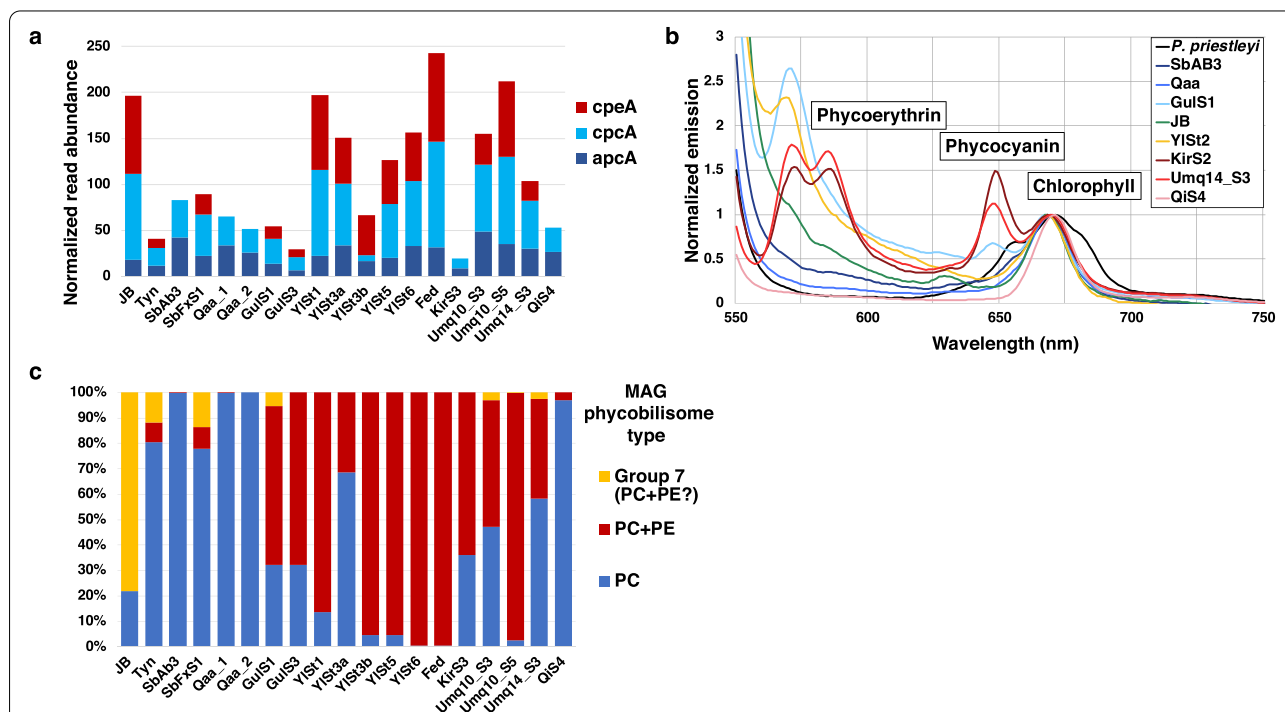 a
Normalized read abundance
250
200
150
100
50
0
JB
Tyn
SbAb3
SbFxS1
Qaa_1
Qaa_2
GulS1
GulS3
YlSt1
YlSt3a
YlSt3b
YlSt5
YlSt6
Fed
KirS3
Umq10_S3
Umq10_S5
Umq14_S3
QiS4
cpeA
cpcA
apcA
b
Normalized emission
3
2.5
2
1.5
1
0.5
0
550
600
650
700
750
Wavelength (nm)
Phycoerythrin
Phycocyanin
Chlorophyll
P. priestleyi
SbAB3
Qaa
GulS1
JB
YlSt2
KirS2
Umq14_S3
QiS4
c
100%
90%
80%
70%
60%
50%
40%
30%
20%
10%
0%
JB
Tyn
SbAb3
SbFxS1
Qaa_1
Qaa_2
GulS1
GulS3
YlSt1
YlSt3a
YlSt3b
YlSt5
YlSt6
Fed
KirS3
Umq10_S3
Umq10_S5
Umq14_S3
QiS4
MAG
phycobilisome
type
Group 7
(PC+PE?)
PC+PE
PC